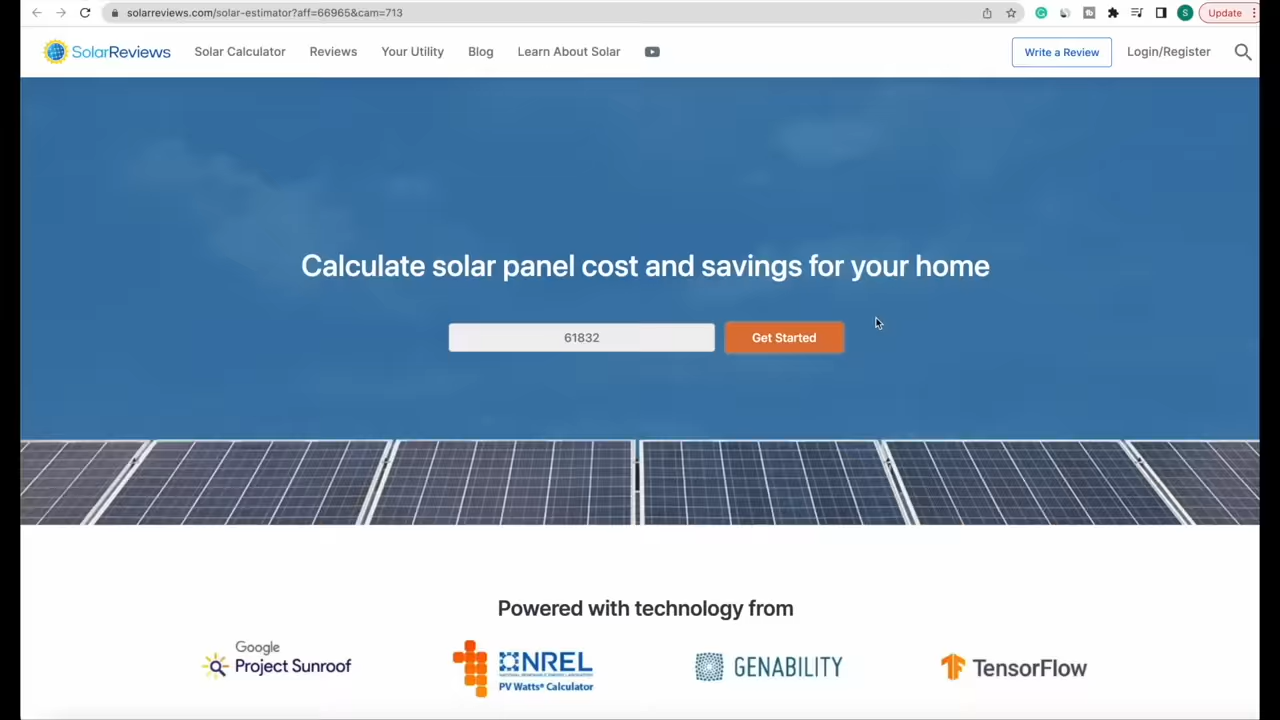 solarreviews.com/solar-estimator?aff=66965&cam=713
S
Update
SolarReviews
Solar Calculator
Reviews
Your Utility
Blog
Learn About Solar
Write a Review
Login/Register
Calculate solar panel cost and savings for your home
61832
Get Started
Powered with technology from
Google
Project Sunroof
NREL
PV Watts® Calculator
GENABILITY
TensorFlow